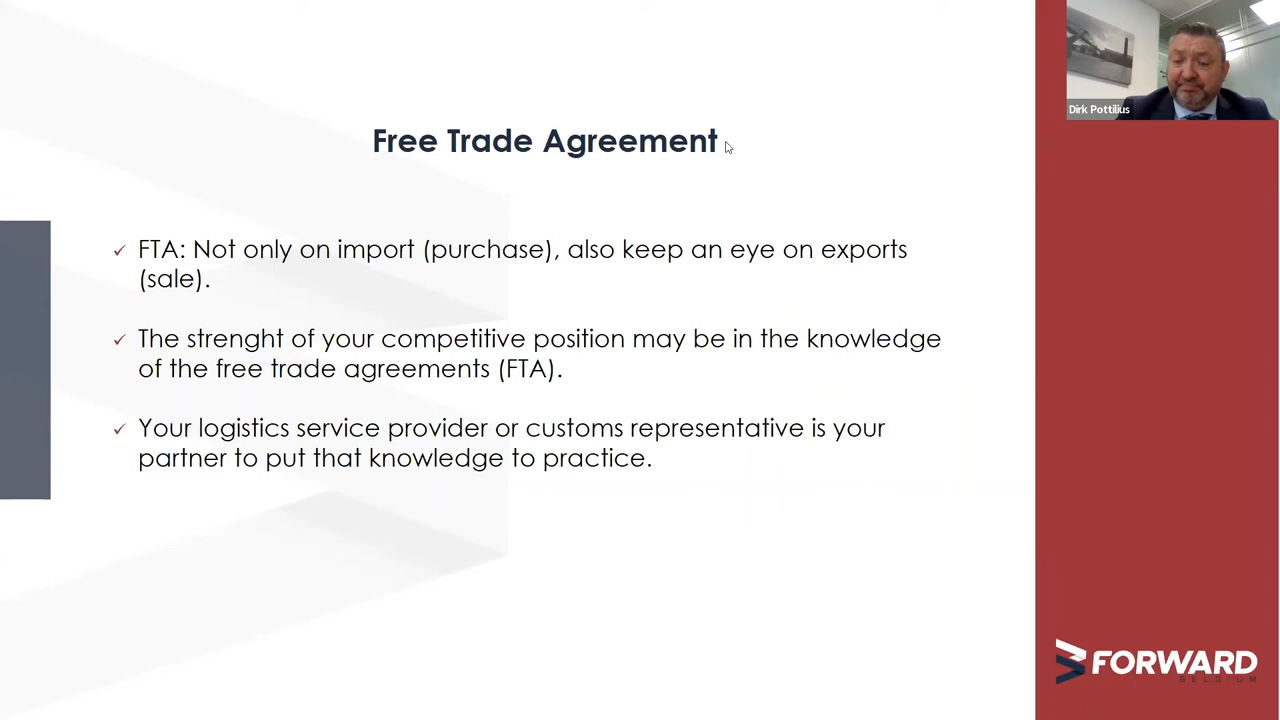 Dirk Pottilius
Free Trade Agreement
FTA: Not only on import (purchase), also keep an eye on exports
(sale).
The strenght of your competitive position may be in the knowledge
of the free trade agreements (FTA).
Your logistics service provider or customs representative is your
partner to put that knowledge to practice.
FORWARD
BELGIUM